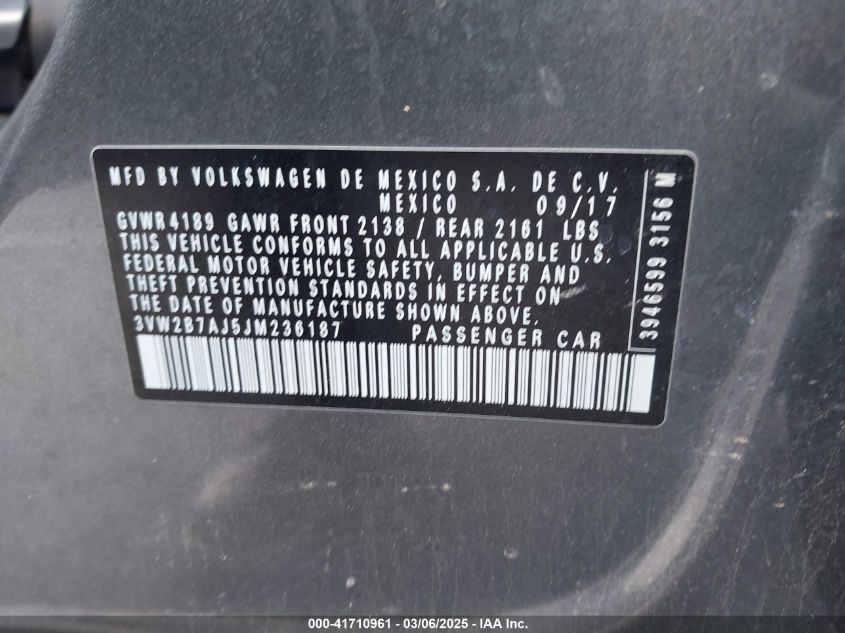 MFD BY VOLKSWAGEN DE MEXICO S.A. DE C.V.
MEXICO 09/17
GVWR 4189 GAWR FRONT 2138 / REAR 2161 LBS
THIS VEHICLE CONFORMS TO ALL APPLICABLE U.S.
FEDERAL MOTOR VEHICLE SAFETY, BUMPER AND
THEFT PREVENTION STANDARDS IN EFFECT ON
THE DATE OF MANUFACTURE SHOWN ABOVE.
3VW2B7AJ5JM236187 PASSENGER CAR
3946599 3156 M
000-41710961 | 03/06/2025 - IAA Inc.